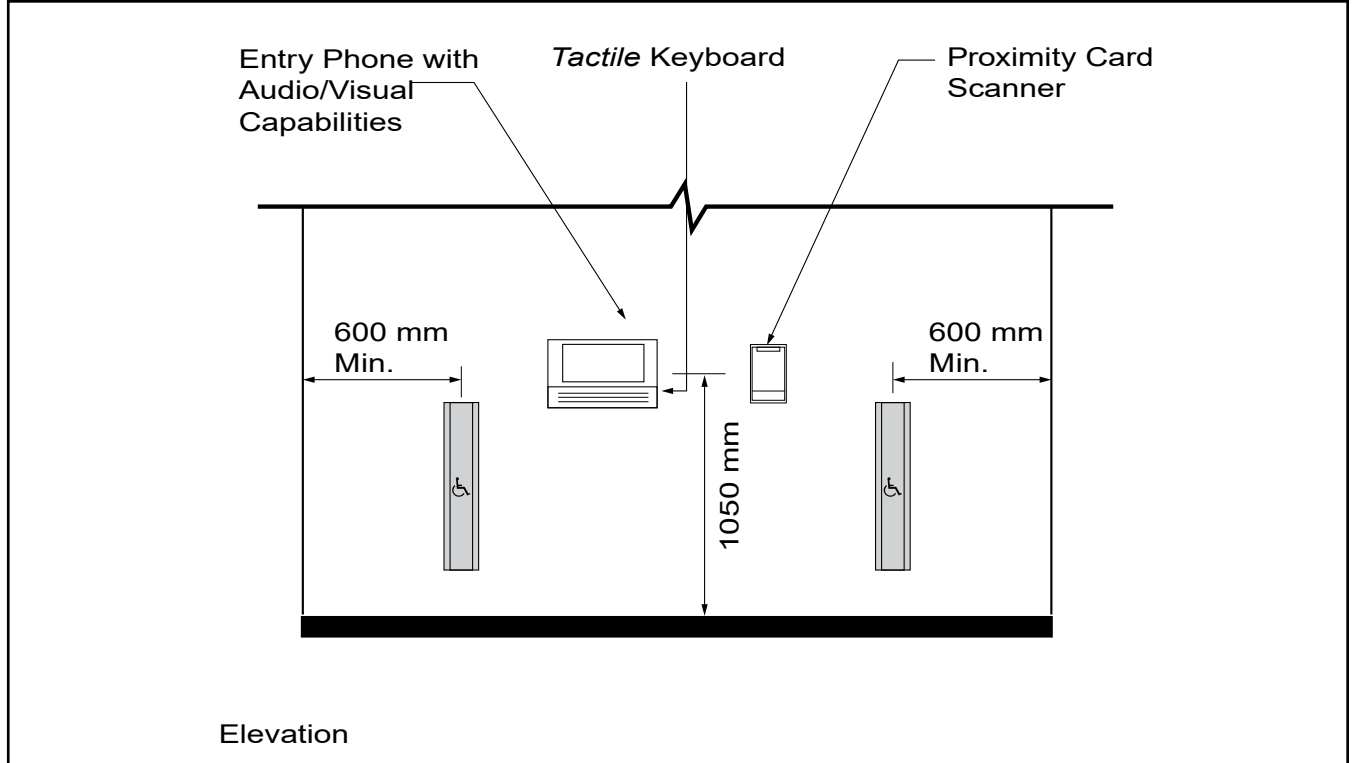 Entry Phone with
Audio/Visual
Capabilities
Tactile Keyboard
Proximity Card
Scanner
600 mm
Min.
600 mm
Min.
1050 mm
Elevation